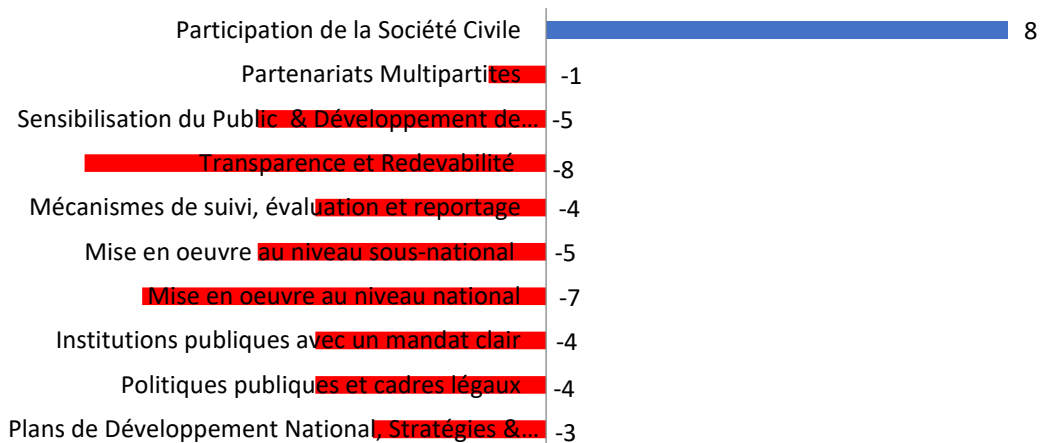 Participation de la Société Civile 8
Partenariats Multipartites -1
Sensibilisation du Public & Développement de... -5
Transparence et Redevabilité -8
Mécanismes de suivi, évaluation et reportage -4
Mise en oeuvre au niveau sous-national -5
Mise en oeuvre au niveau national -7
Institutions publiques avec un mandat clair -4
Politiques publiques et cadres légaux -4
Plans de Développement National, Stratégies &... -3